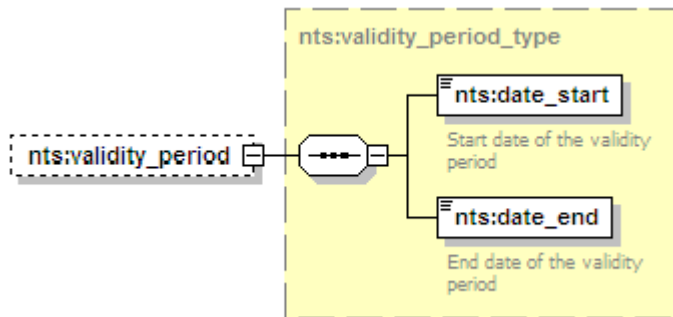 nts:validity_period_type
nts:date_start
Start date of the validity
period
nts:validity_period
nts:date_end
End date of the validity
period